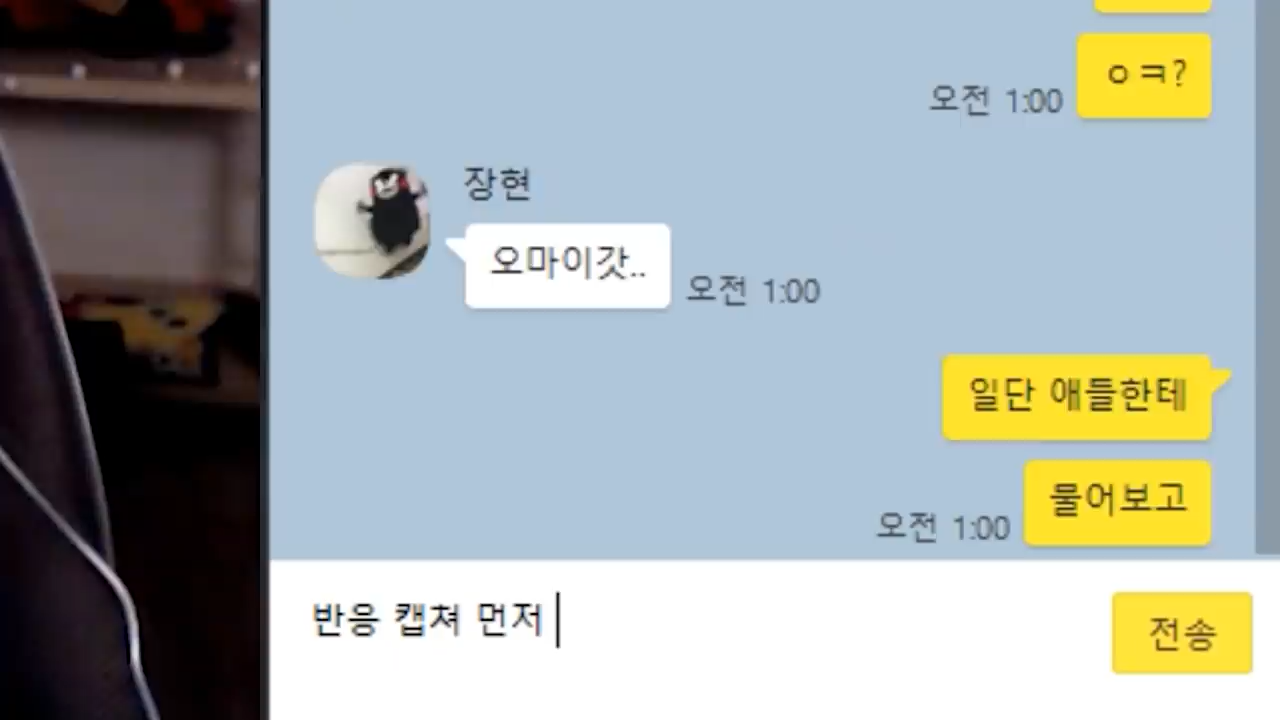 ㅇㅋ?
오전 1:00
장현
오마이갓..
오전 1:00
일단 애들한테
물어보고
오전 1:00
반응 캡쳐 먼저
전송